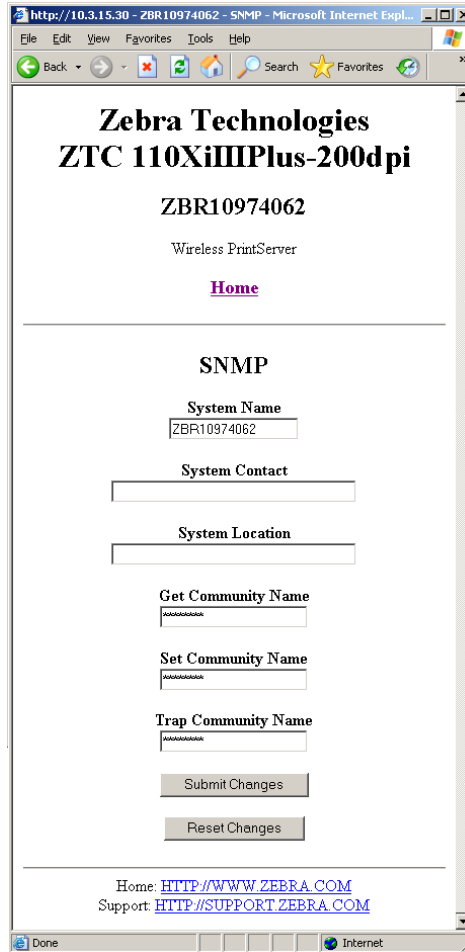 http://10.3.15.30 - ZBR10974062 - SNMP - Microsoft Internet Expl...
File Edit View Favorites Tools Help
Back Search Favorites »
Zebra Technologies
ZTC 110XiIIIPlus-200dpi
ZBR10974062
Wireless PrintServer
Home
SNMP
System Name
ZBR10974062
System Contact
System Location
Get Community Name
********
Set Community Name
********
Trap Community Name
********
Submit Changes
Reset Changes
Home: HTTP://WWW.ZEBRA.COM
Support: HTTP://SUPPORT.ZEBRA.COM
Done Internet